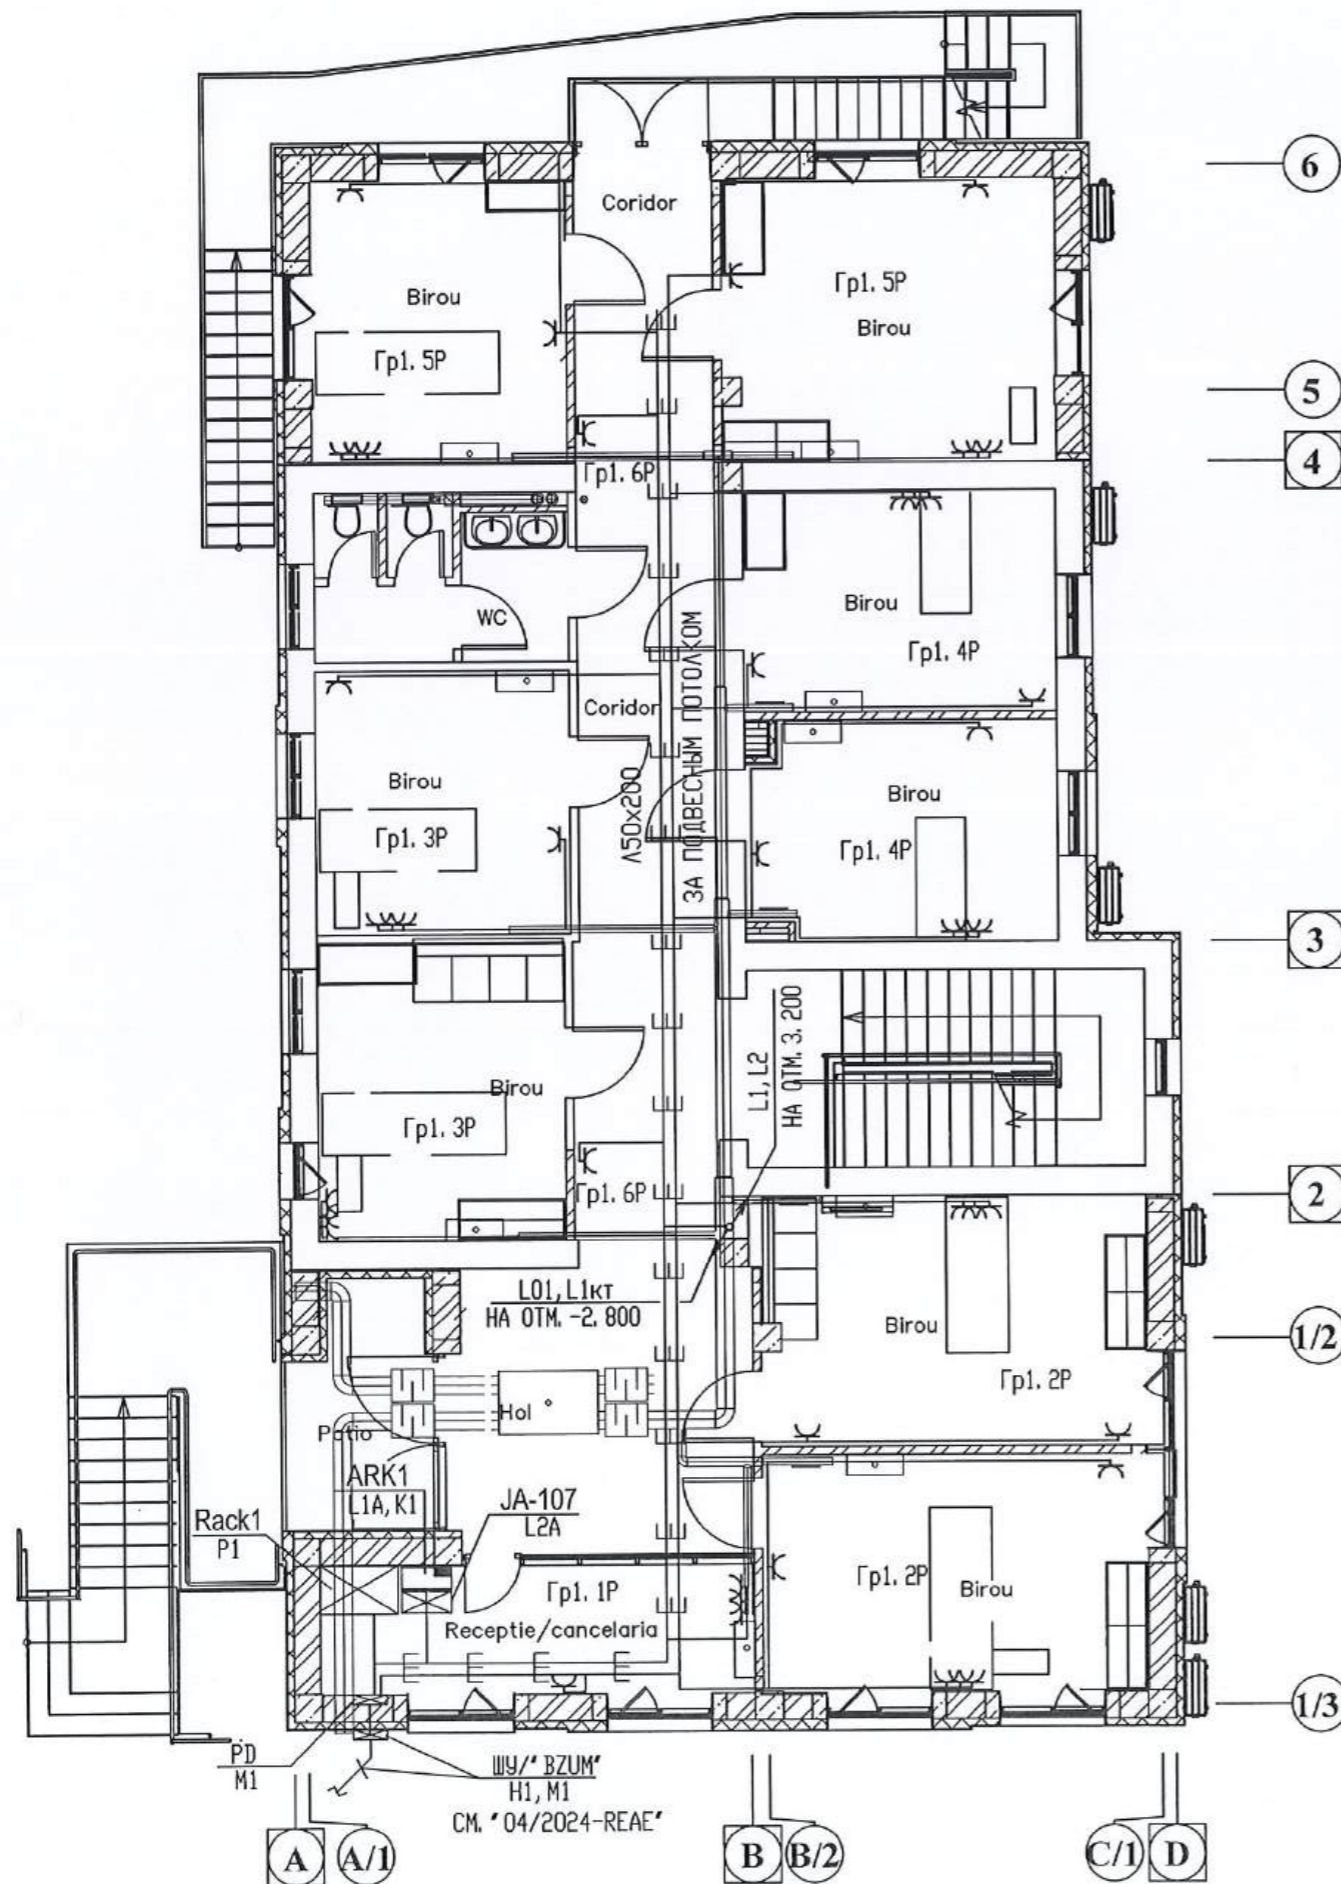 6
Coridor
Гр1. 5Р
Birou
Birou
Гр1. 5Р
5
4
Гр1. 6Р
Birou
WC
Гр1. 4Р
Coridor
ЗА ПОДВЕСНЫМ ПОТОЛКОМ
Л50х200
Birou
Birou
Гр1. 3Р
Гр1. 4Р
3
L1, L2
НА ОТМ. 3. 200
Birou
Гр1. 3Р
Гр1. 6Р
2
L01, L1кт
НА ОТМ. -2. 800
Birou
1/2
Гр1. 2Р
Hol
Patio
ARK1
L1A, K1
JA-107
L2A
Rack1
P1
Гр1. 1Р
Гр1. 2Р
Birou
Receptie/cancelaria
1/3
PD
M1
ШУ/" BZUM"
H1, M1
СМ. "04/2024-REAE"
A
A/1
B
B/2
C/1
D